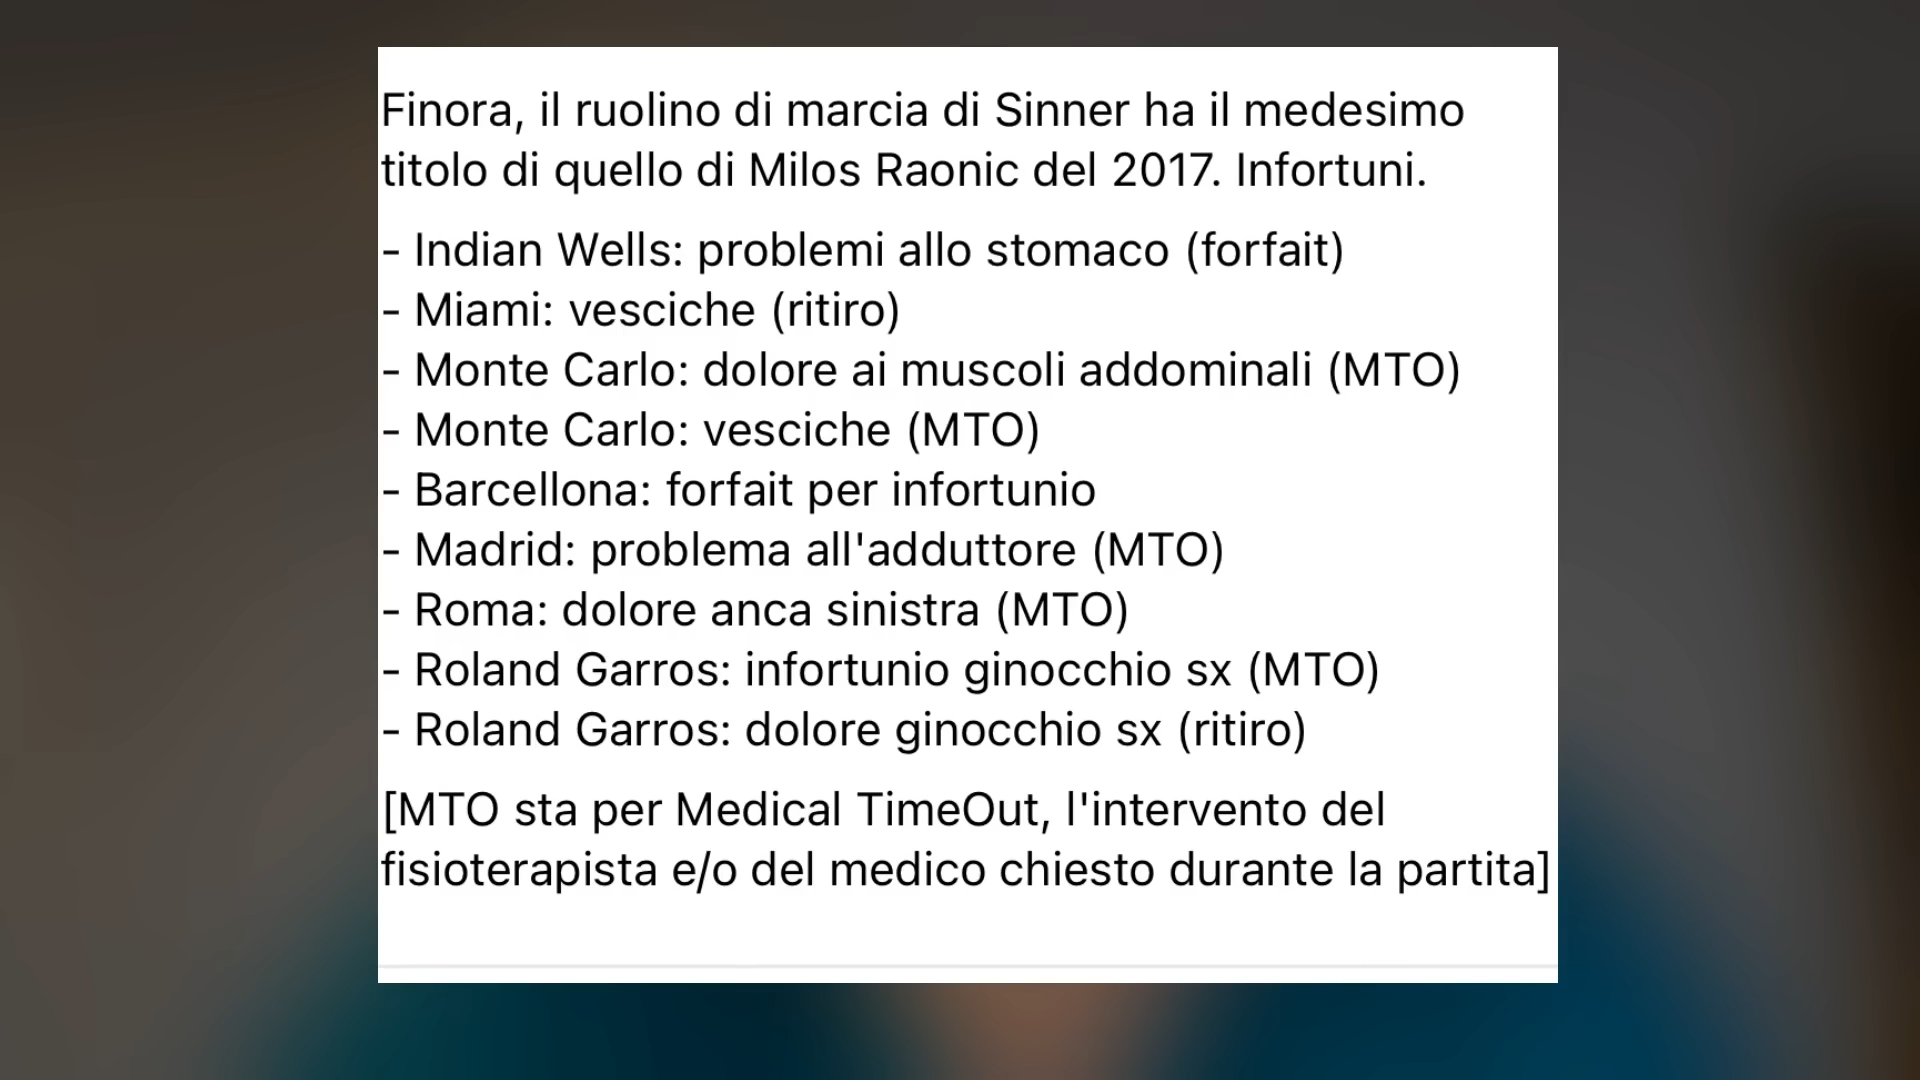 Finora, il ruolino di marcia di Sinner ha il medesimo
titolo di quello di Milos Raonic del 2017. Infortuni.
- Indian Wells: problemi allo stomaco (forfait)
- Miami: vesciche (ritiro)
- Monte Carlo: dolore ai muscoli addominali (MTO)
- Monte Carlo: vesciche (MTO)
- Barcellona: forfait per infortunio
- Madrid: problema all'adduttore (MTO)
- Roma: dolore anca sinistra (MTO)
- Roland Garros: infortunio ginocchio sx (MTO)
- Roland Garros: dolore ginocchio sx (ritiro)
[MTO sta per Medical TimeOut, l'intervento del
fisioterapista e/o del medico chiesto durante la partita]